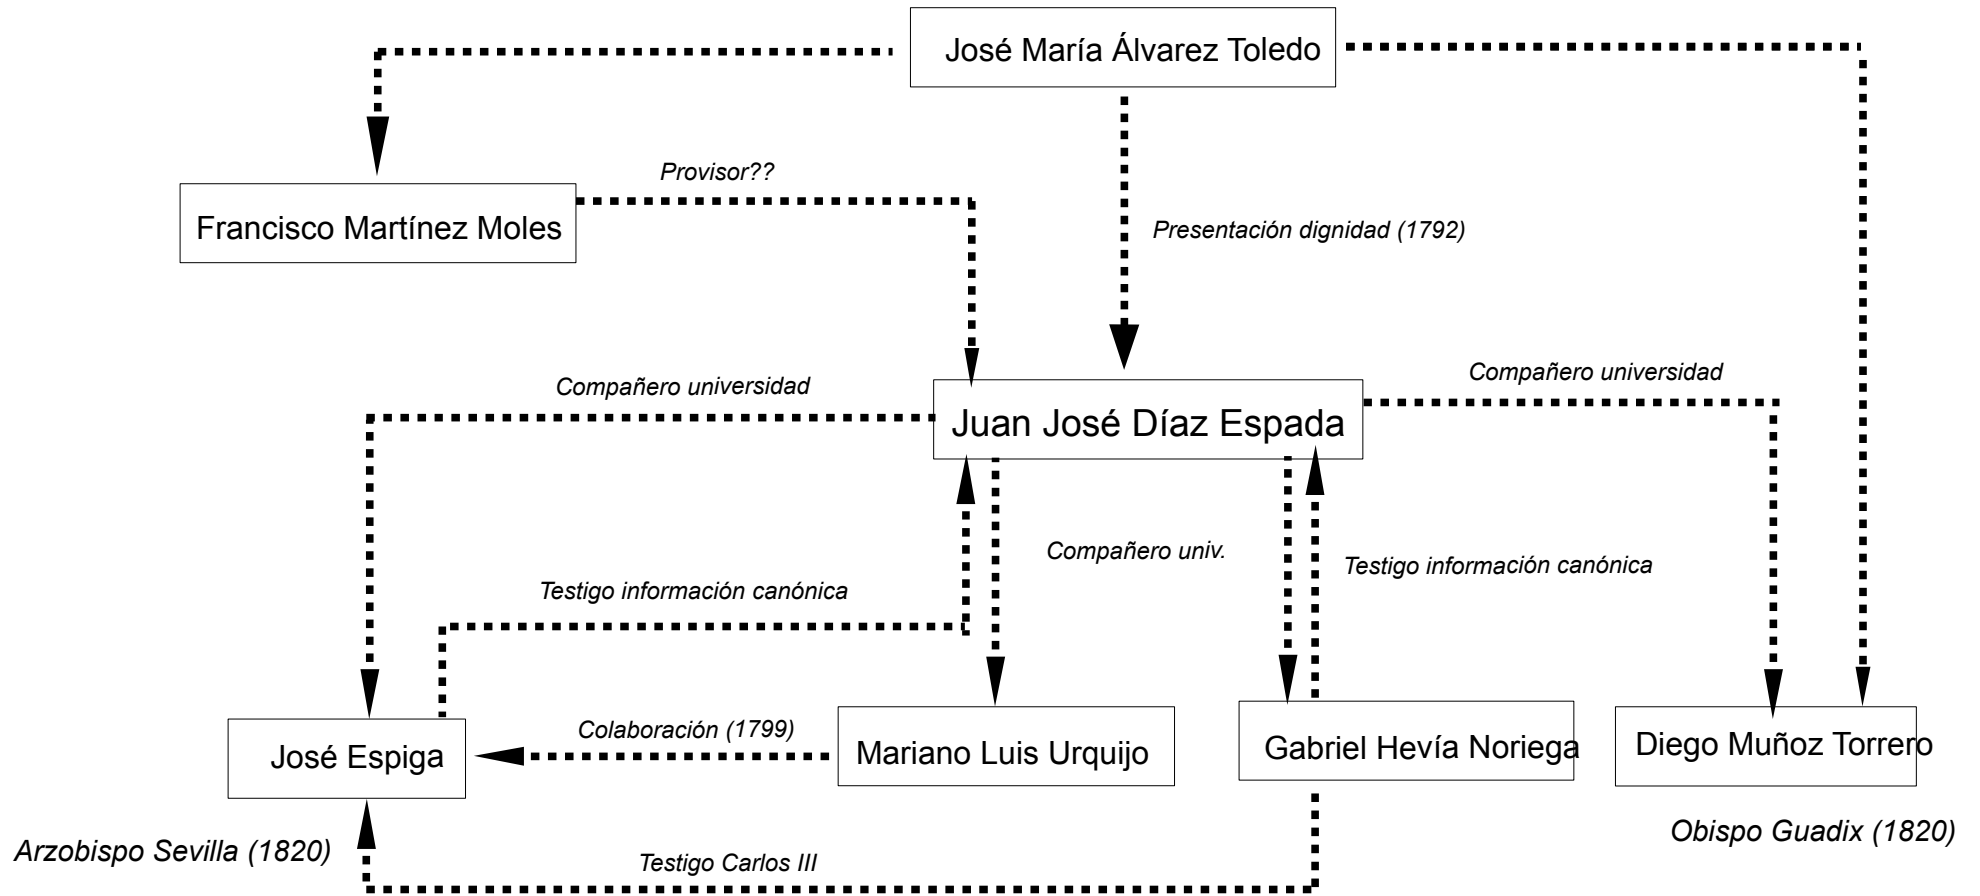 José María Álvarez Toledo
Provisor??
Francisco Martínez Moles
Presentación dignidad (1792)
Compañero universidad
Compañero universidad
Juan José Díaz Espada
Compañero univ.
Testigo información canónica
Testigo información canónica
José Espiga
Colaboración (1799)
Mariano Luis Urquijo
Gabriel Hevía Noriega
Diego Muñoz Torrero
Arzobispo Sevilla (1820)
Obispo Guadix (1820)
Testigo Carlos III